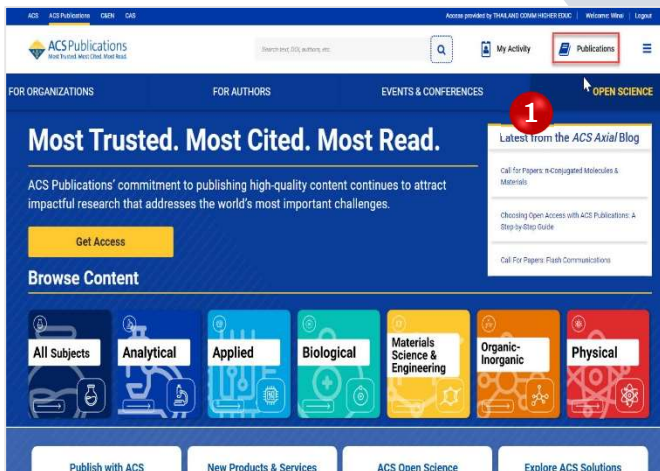 ACS ACS Publications C&EN CAS Access provided by THAILAND COMM HIGHER EDUC Welcome: Winai Logout
ACS Publications
Most Trusted. Most Cited. Most Read.
Search text, DOI, authors, etc.
My Activity
Publications
FOR ORGANIZATIONS FOR AUTHORS EVENTS & CONFERENCES OPEN SCIENCE
1
Most Trusted. Most Cited. Most Read.
ACS Publications' commitment to publishing high-quality content continues to attract
impactful research that addresses the world's most important challenges.
Get Access
Latest from the ACS Axial Blog
Call for Papers: π-Conjugated Molecules &
Materials
Choosing Open Access with ACS Publications: A
Step-by-Step Guide
Call For Papers: Flash Communications
Browse Content
All Subjects
Analytical
Applied
Biological
Materials
Science &
Engineering
Organic-
Inorganic
Physical
Publish with ACS
New Products & Services
ACS Open Science
Explore ACS Solutions